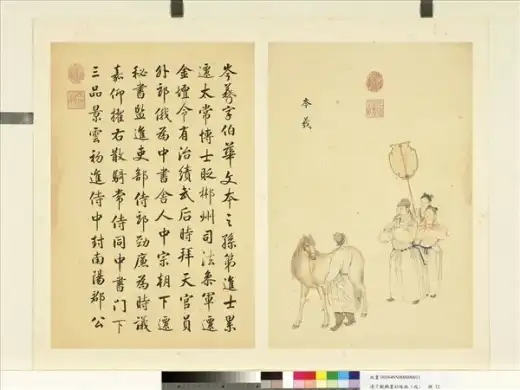 岑羲
岑羲字伯華文本之孫第進士累
遷太常博士貶郴州司法參軍遷
金壇令有治績武后時拜天官員
外郎俄為中書舍人中宗朝下遷
秘書監進吏部侍郎勁廉為時議
嘉仰擢右散騎常侍同中書門下
三品景雲初進侍中封南陽郡公